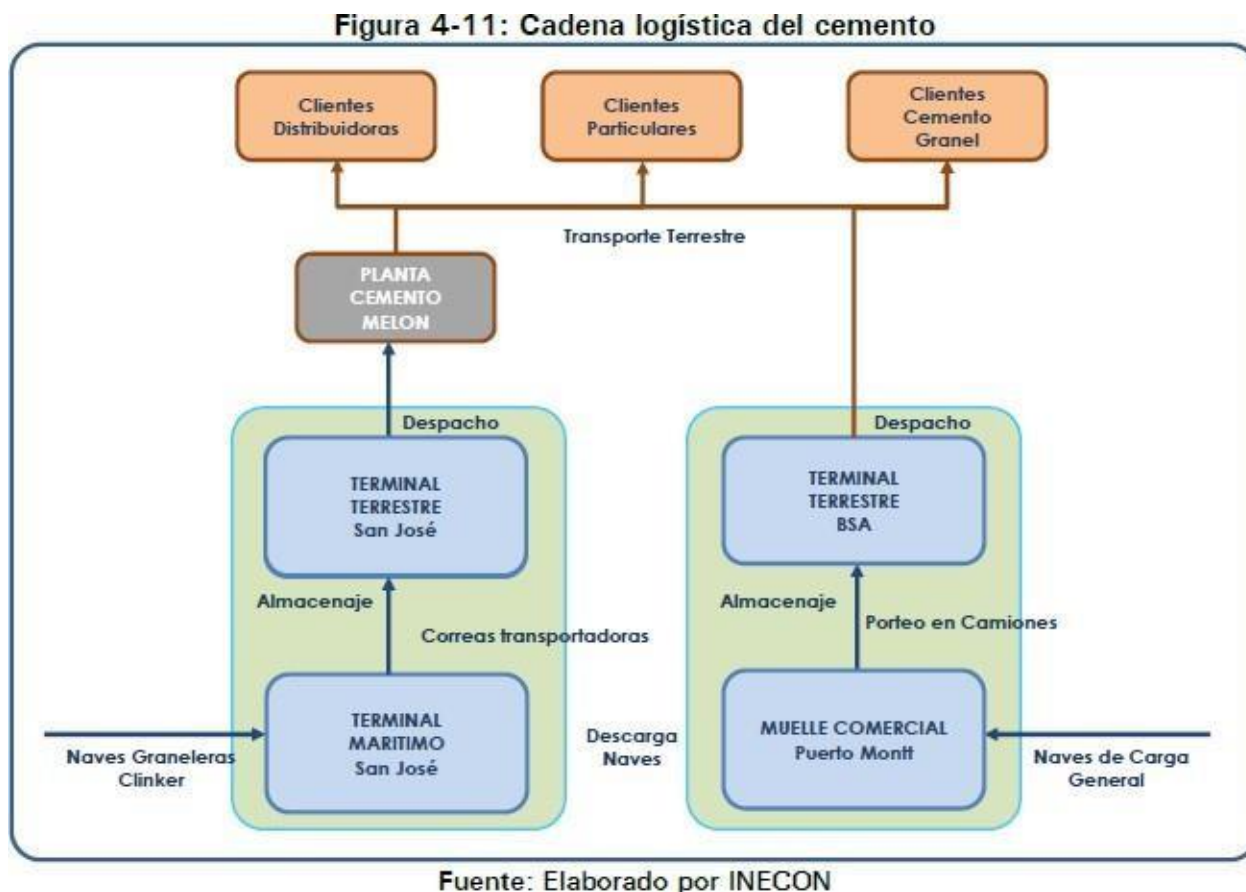 Figura 4-11: Cadena logística del cemento
Clientes
Distribuidoras
Clientes
Particulares
Clientes
Cemento
Granel
Transporte Terrestre
PLANTA
CEMENTO
MELON
Despacho
TERMINAL
TERRESTRE
San José
Almacenaje
Correas transportadoras
TERMINAL
MARITIMO
San José
Naves Graneleras
Clinker
Despacho
TERMINAL
TERRESTRE
BSA
Almacenaje
Porteo en Camiones
Descarga
Naves
MUELLE COMERCIAL
Puerto Montt
Naves de Carga
General
Fuente: Elaborado por INECON